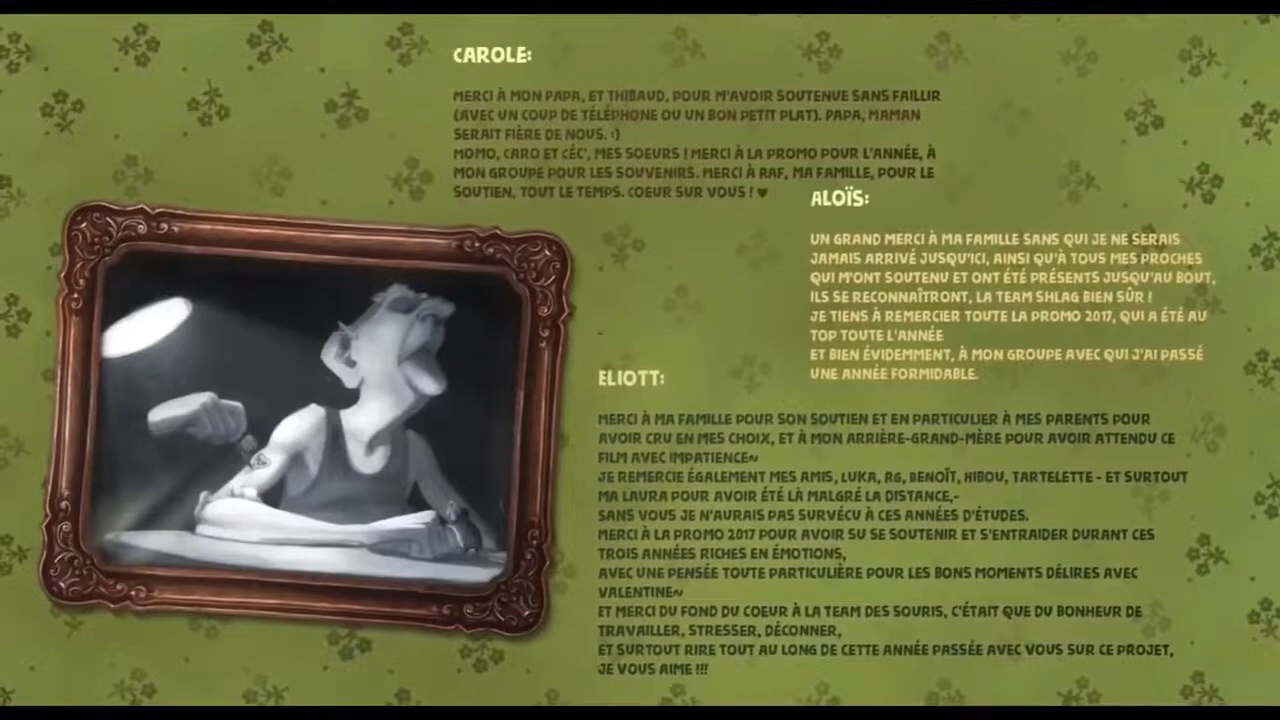 CAROLE:
MERCI À MON PAPA, ET THIBAUD, POUR M'AVOIR SOUTENUE SANS FAILLIR
(AVEC UN COUP DE TÉLÉPHONE OU UN BON PETIT PLAT). PAPA, MAMAN
SERAIT FIÈRE DE NOUS. :)
MOMO, CARO ET CÉC', MES SOEURS ! MERCI À LA PROMO POUR L'ANNÉE, À
MON GROUPE POUR LES SOUVENIRS. MERCI À RAF, MA FAMILLE, POUR LE
SOUTIEN, TOUT LE TEMPS. COEUR SUR VOUS ! ♥
ALOÏS:
UN GRAND MERCI À MA FAMILLE SANS QUI JE NE SERAIS
JAMAIS ARRIVÉ JUSQU'ICI, AINSI QU'À TOUS MES PROCHES
QUI M'ONT SOUTENU ET ONT ÉTÉ PRÉSENTS JUSQU'AU BOUT,
ILS SE RECONNAÎTRONT, LA TEAM SHLAG BIEN SÛR !
JE TIENS À REMERCIER TOUTE LA PROMO 2017, QUI A ÉTÉ AU
TOP TOUTE L'ANNÉE
ET BIEN ÉVIDEMMENT, À MON GROUPE AVEC QUI J'AI PASSÉ
UNE ANNÉE FORMIDABLE.
ELIOTT:
MERCI À MA FAMILLE POUR SON SOUTIEN ET EN PARTICULIER À MES PARENTS POUR
AVOIR CRU EN MES CHOIX, ET À MON ARRIÈRE-GRAND-MÈRE POUR AVOIR ATTENDU CE
FILM AVEC IMPATIENCE~
JE REMERCIE ÉGALEMENT MES AMIS, LUKA, RG, BENOÎT, HIBOU, TARTELETTE - ET SURTOUT
MA LAURA POUR AVOIR ÉTÉ LÀ MALGRÉ LA DISTANCE,-
SANS VOUS JE N'AURAIS PAS SURVÉCU À CES ANNÉES D'ÉTUDES.
MERCI À LA PROMO 2017 POUR AVOIR SU SE SOUTENIR ET S'ENTRAIDER DURANT CES
TROIS ANNÉES RICHES EN ÉMOTIONS,
AVEC UNE PENSÉE TOUTE PARTICULIÈRE POUR LES BONS MOMENTS DÉLIRES AVEC
VALENTINE~
ET MERCI DU FOND DU COEUR À LA TEAM DES SOURIS, C'ÉTAIT QUE DU BONHEUR DE
TRAVAILLER, STRESSER, DÉCONNER,
ET SURTOUT RIRE TOUT AU LONG DE CETTE ANNÉE PASSÉE AVEC VOUS SUR CE PROJET,
JE VOUS AIME !!!